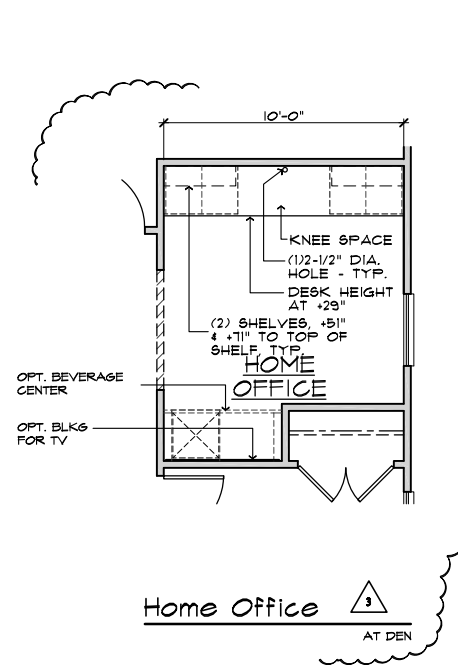 10'-0"
KNEE SPACE
(1)2-1/2" DIA.
HOLE - TYP.
DESK HEIGHT
AT +29"
(2) SHELVES, +51"
& +71" TO TOP OF
SHELF, TYP.
HOME
OFFICE
OPT. BEVERAGE
CENTER
OPT. BLKG
FOR TV
Home Office
3
AT DEN